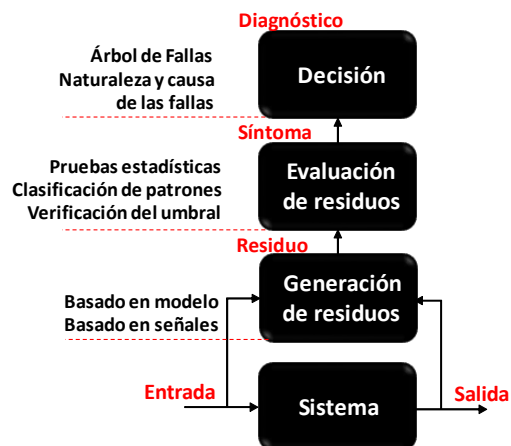 Diagnóstico
Árbol de Fallas
Naturaleza y causa
de las fallas
Decisión
Síntoma
Pruebas estadísticas
Clasificación de patrones
Verificación del umbral
Evaluación
de residuos
Residuo
Basado en modelo
Basado en señales
Generación
de residuos
Entrada
Sistema
Salida